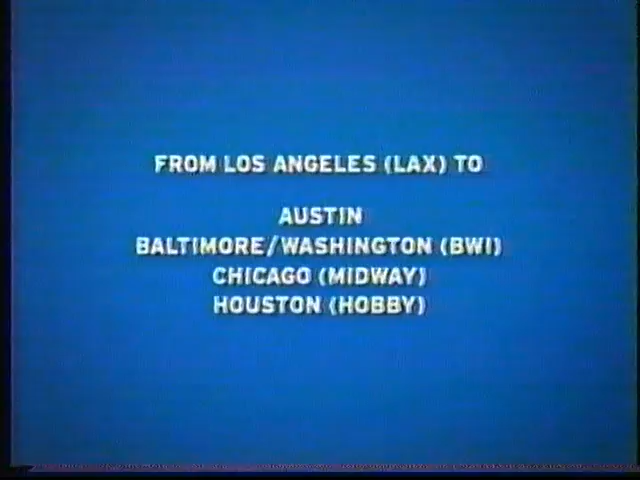 FROM LOS ANGELES (LAX) TO
AUSTIN
BALTIMORE/WASHINGTON (BWI)
CHICAGO (MIDWAY)
HOUSTON (HOBBY)